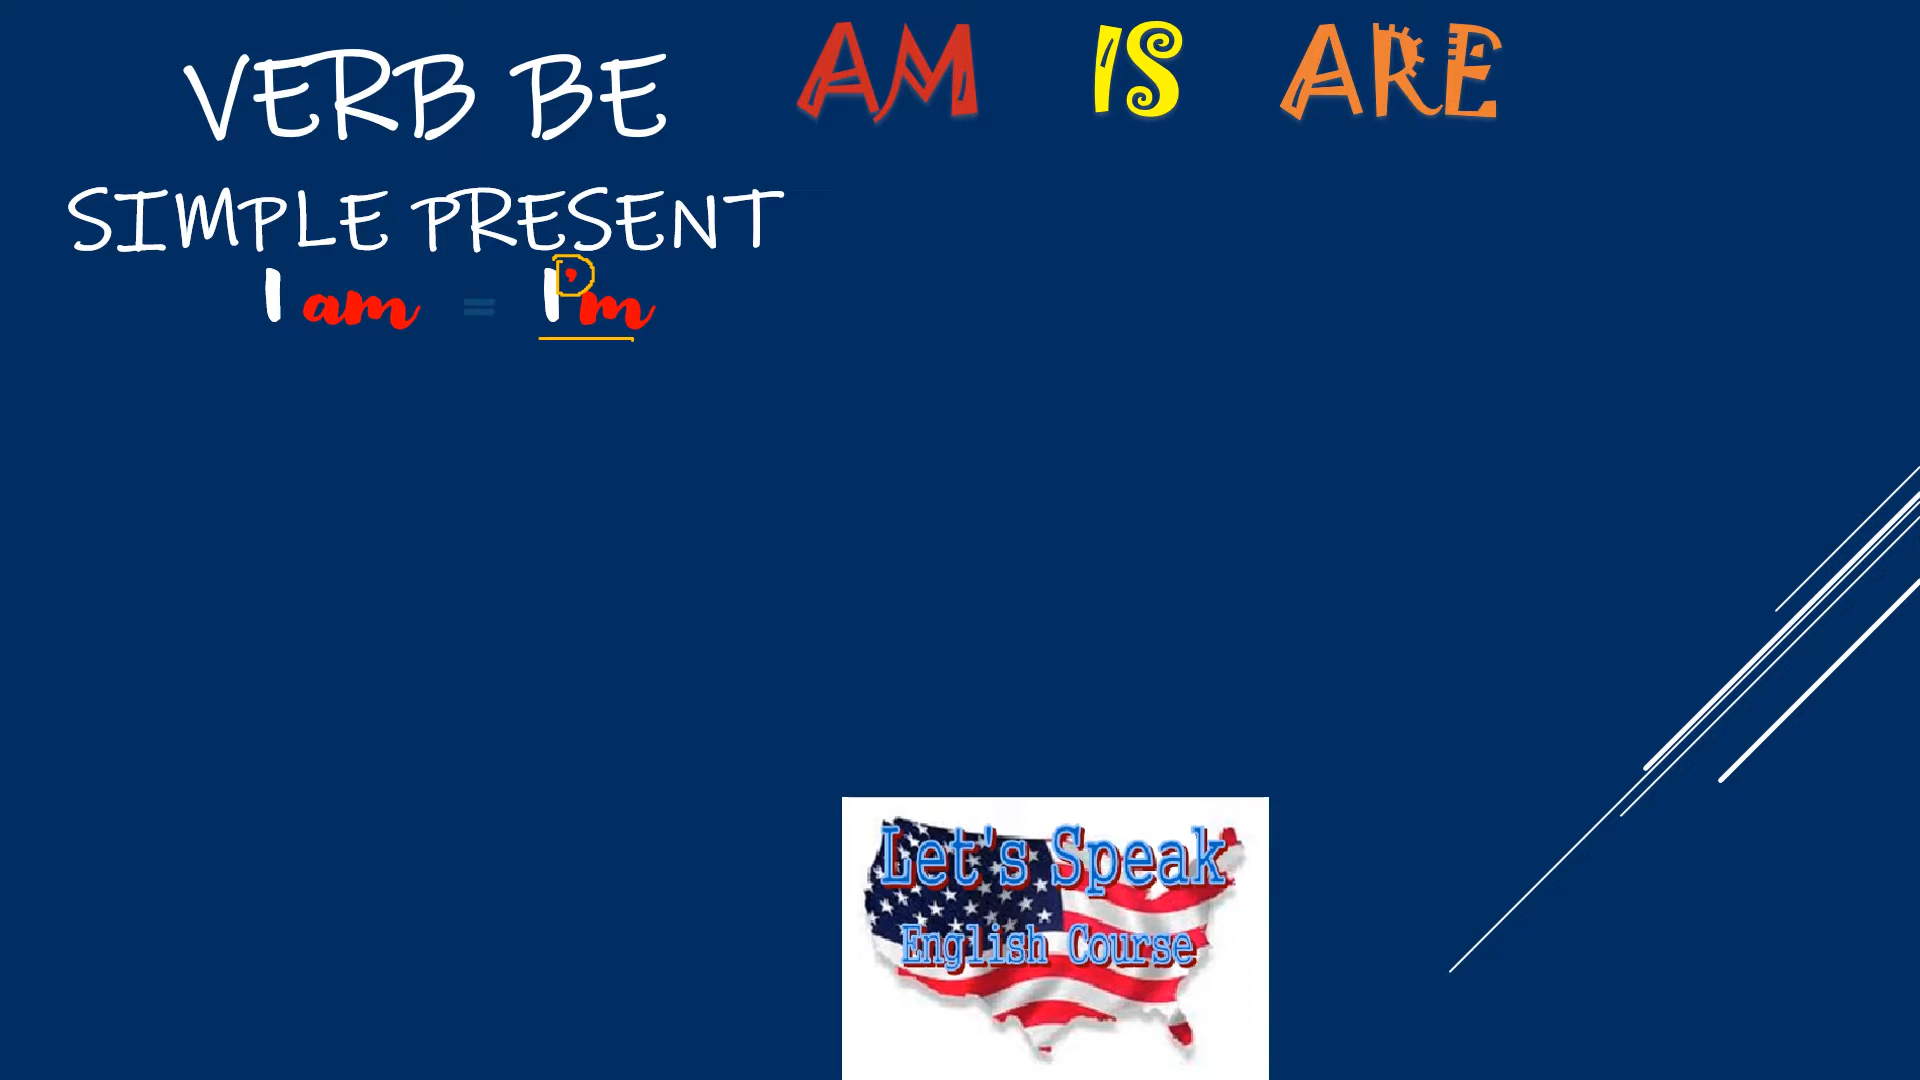 VERB BE AM IS ARE
SIMPLE PRESENT
I am = I'm
Let's Speak
English Course